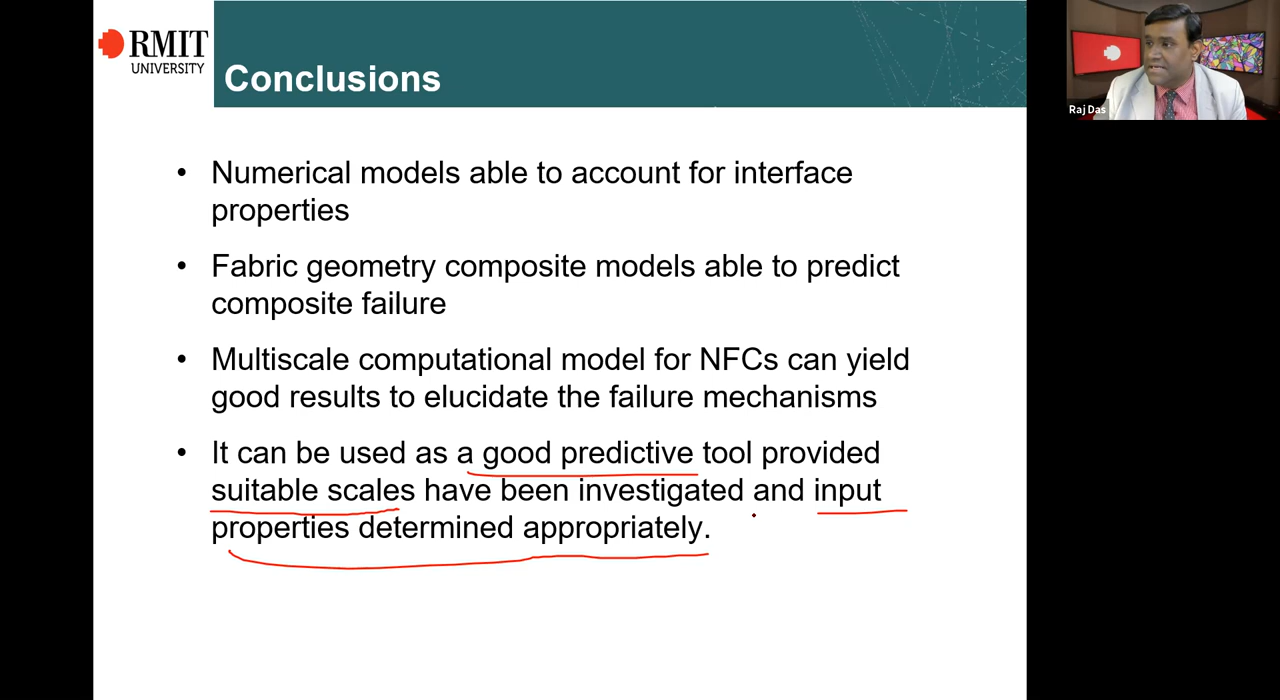 RMIT
UNIVERSITY
Conclusions
Raj Das
• Numerical models able to account for interface
properties
• Fabric geometry composite models able to predict
composite failure
• Multiscale computational model for NFCs can yield
good results to elucidate the failure mechanisms
• It can be used as a good predictive tool provided
suitable scales have been investigated and input
properties determined appropriately.